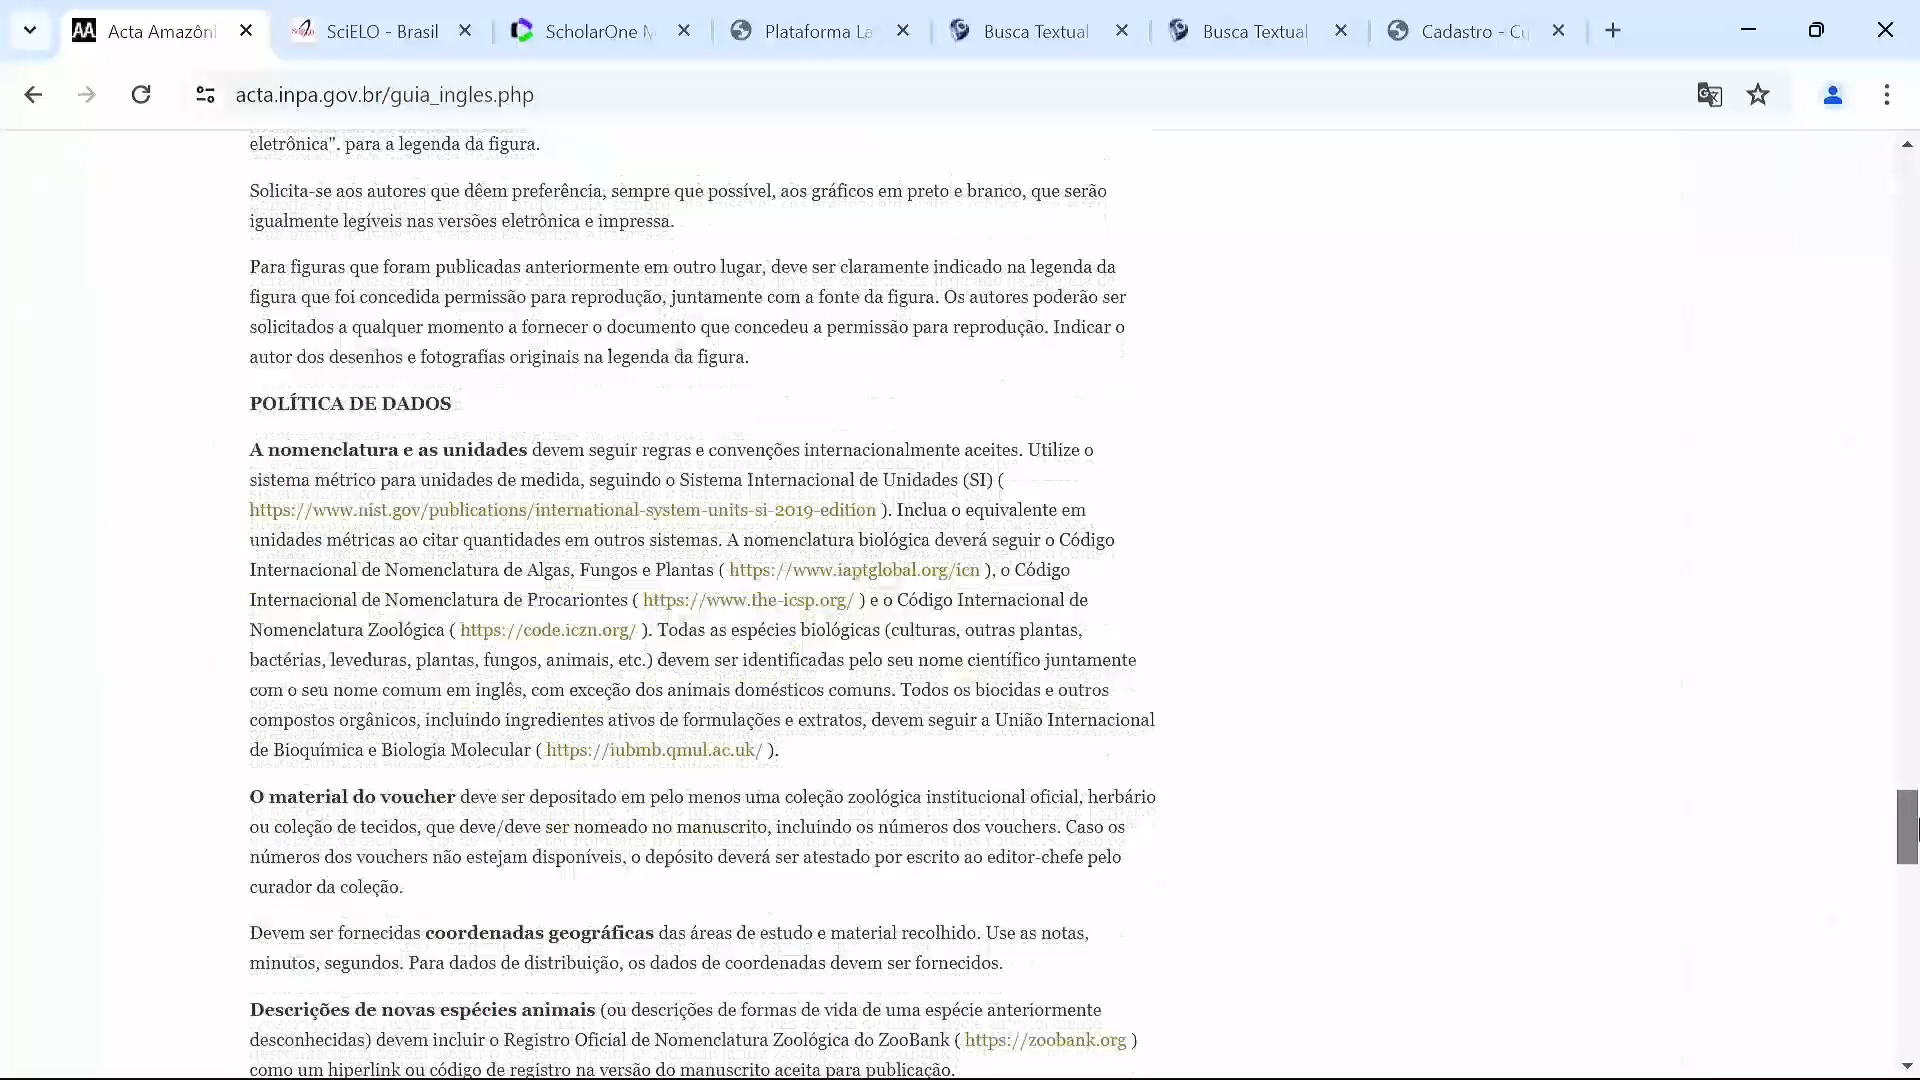 Acta Amazôni
SciELO - Brasil
ScholarOne M
Plataforma La
Busca Textual
Busca Textual
Cadastro - Cu
acta.inpa.gov.br/guia_ingles.php
eletrônica". para a legenda da figura.
Solicita-se aos autores que dêem preferência, sempre que possível, aos gráficos em preto e branco, que serão
igualmente legíveis nas versões eletrônica e impressa.
Para figuras que foram publicadas anteriormente em outro lugar, deve ser claramente indicado na legenda da
figura que foi concedida permissão para reprodução, juntamente com a fonte da figura. Os autores poderão ser
solicitados a qualquer momento a fornecer o documento que concedeu a permissão para reprodução. Indicar o
autor dos desenhos e fotografias originais na legenda da figura.
POLÍTICA DE DADOS
A nomenclatura e as unidades devem seguir regras e convenções internacionalmente aceites. Utilize o
sistema métrico para unidades de medida, seguindo o Sistema Internacional de Unidades (SI) (
https://www.nist.gov/publications/international-system-units-si-2019-edition ). Inclua o equivalente em
unidades métricas ao citar quantidades em outros sistemas. A nomenclatura biológica deverá seguir o Código
Internacional de Nomenclatura de Algas, Fungos e Plantas ( https://www.iaptglobal.org/icn ), o Código
Internacional de Nomenclatura de Procariontes ( https://www.the-icsp.org/ ) e o Código Internacional de
Nomenclatura Zoológica ( https://code.iczn.org/ ). Todas as espécies biológicas (culturas, outras plantas,
bactérias, leveduras, plantas, fungos, animais, etc.) devem ser identificadas pelo seu nome científico juntamente
com o seu nome comum em inglês, com exceção dos animais domésticos comuns. Todos os biocidas e outros
compostos orgânicos, incluindo ingredientes ativos de formulações e extratos, devem seguir a União Internacional
de Bioquímica e Biologia Molecular ( https://iubmb.qmul.ac.uk/ ).
O material do voucher deve ser depositado em pelo menos uma coleção zoológica institucional oficial, herbário
ou coleção de tecidos, que deve/deve ser nomeado no manuscrito, incluindo os números dos vouchers. Caso os
números dos vouchers não estejam disponíveis, o depósito deverá ser atestado por escrito ao editor-chefe pelo
curador da coleção.
Devem ser fornecidas coordenadas geográficas das áreas de estudo e material recolhido. Use as notas,
minutos, segundos. Para dados de distribuição, os dados de coordenadas devem ser fornecidos.
Descrições de novas espécies animais (ou descrições de formas de vida de uma espécie anteriormente
desconhecidas) devem incluir o Registro Oficial de Nomenclatura Zoológica do ZooBank ( https://zoobank.org )
como um hiperlink ou código de registro na versão do manuscrito aceita para publicação.